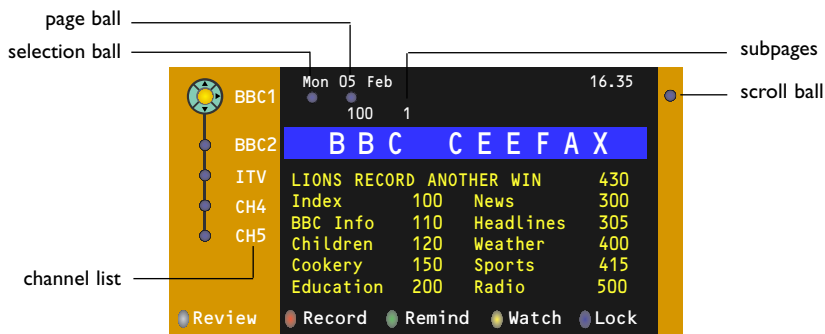 page ball
selection ball
subpages
scroll ball
channel list
Mon 05 Feb 16.35
100 1
BBC1
BBC2
ITV
CH4
CH5
BBC CEEFAX
LIONS RECORD ANOTHER WIN 430
Index 100 News 300
BBC Info 110 Headlines 305
Children 120 Weather 400
Cookery 150 Sports 415
Education 200 Radio 500
Review Record Remind Watch Lock